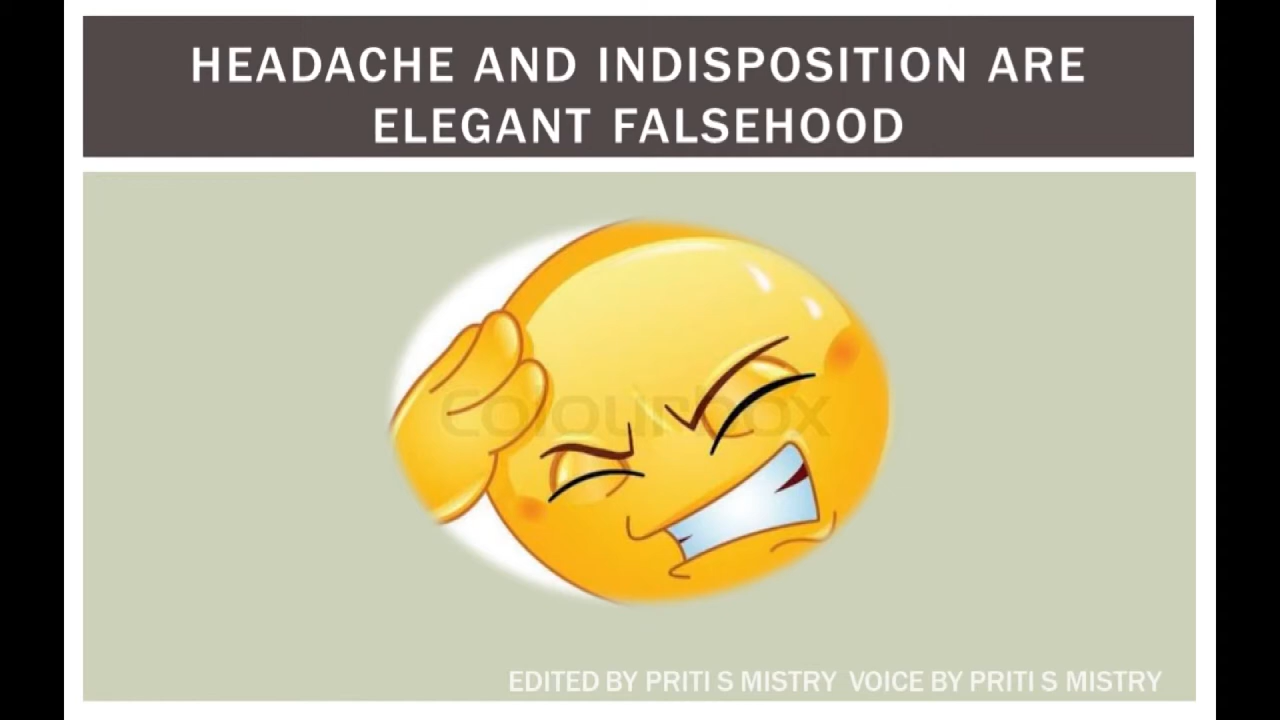 HEADACHE AND INDISPOSITION ARE
ELEGANT FALSEHOOD
Colourbox
EDITED BY PRITI S MISTRY VOICE BY PRITI S MISTRY